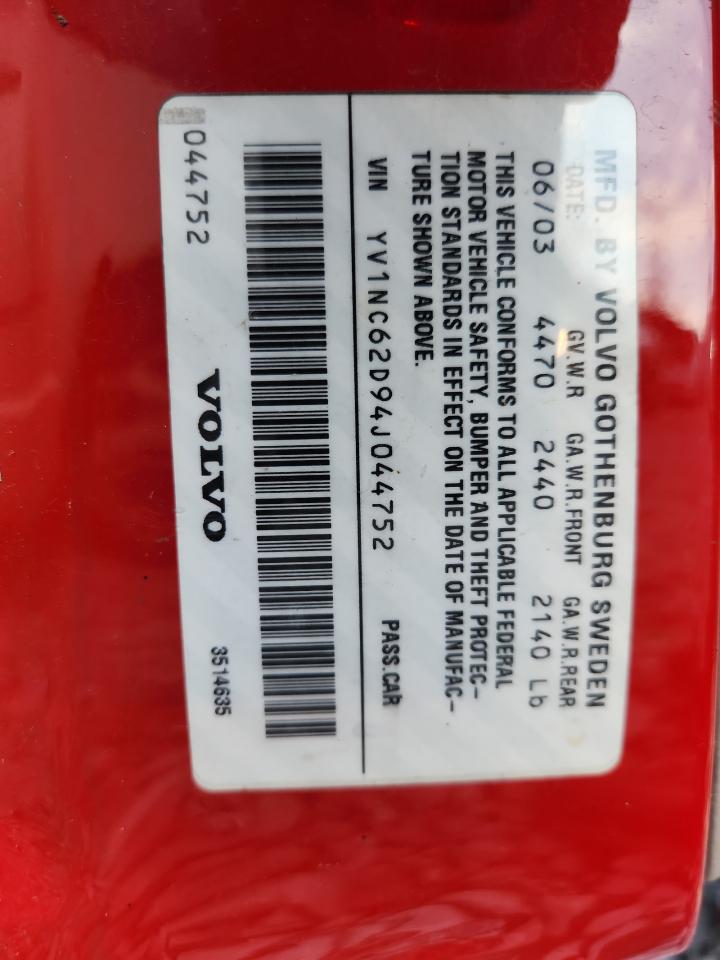 MFD. BY VOLVO GOTHENBURG SWEDEN
DATE: GV.W.R GA.W.R.FRONT GA.W.R.REAR
06/03 4470 2440 2140 Lb
THIS VEHICLE CONFORMS TO ALL APPLICABLE FEDERAL
MOTOR VEHICLE SAFETY, BUMPER AND THEFT PROTEC-
TION STANDARDS IN EFFECT ON THE DATE OF MANUFAC-
TURE SHOWN ABOVE.
VIN YV1NC62D94J044752 PASS.CAR
044752 VOLVO 3514635